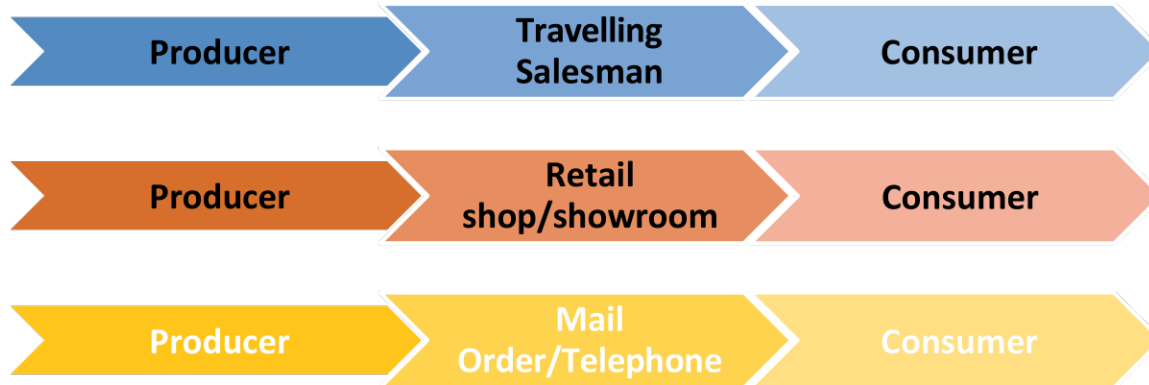 Producer
Travelling
Salesman
Consumer
Producer
Retail
shop/showroom
Consumer
Producer
Mail
Order/Telephone
Consumer